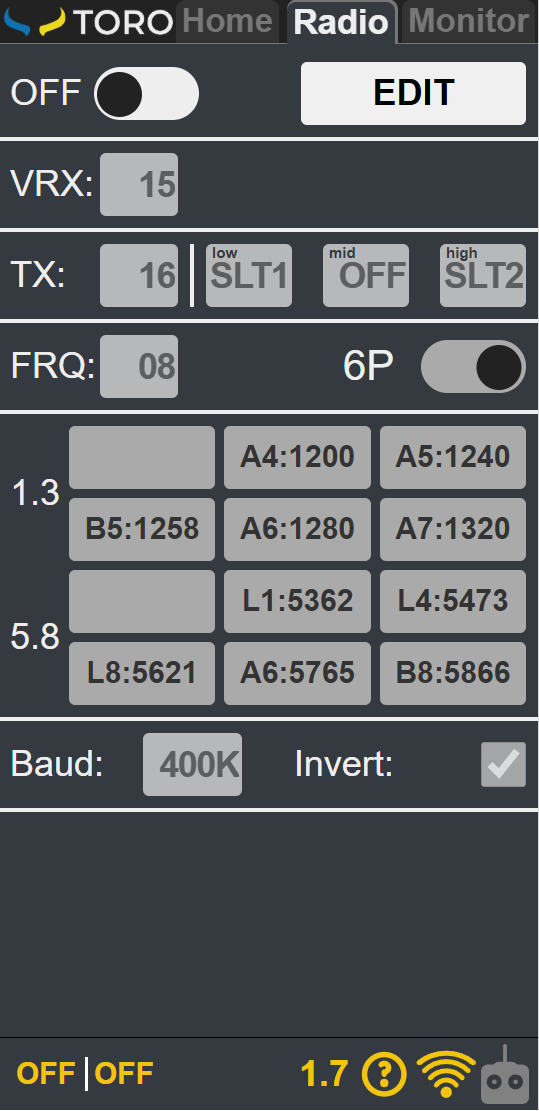 TORO Home Radio Monitor
OFF EDIT
VRX: 15
TX: 16 low SLT1 mid OFF high SLT2
FRQ: 08 6P
1.3
A4:1200 A5:1240
B5:1258 A6:1280 A7:1320
5.8
L1:5362 L4:5473
L8:5621 A6:5765 B8:5866
Baud: 400K Invert:
OFF | OFF 1.7 ?